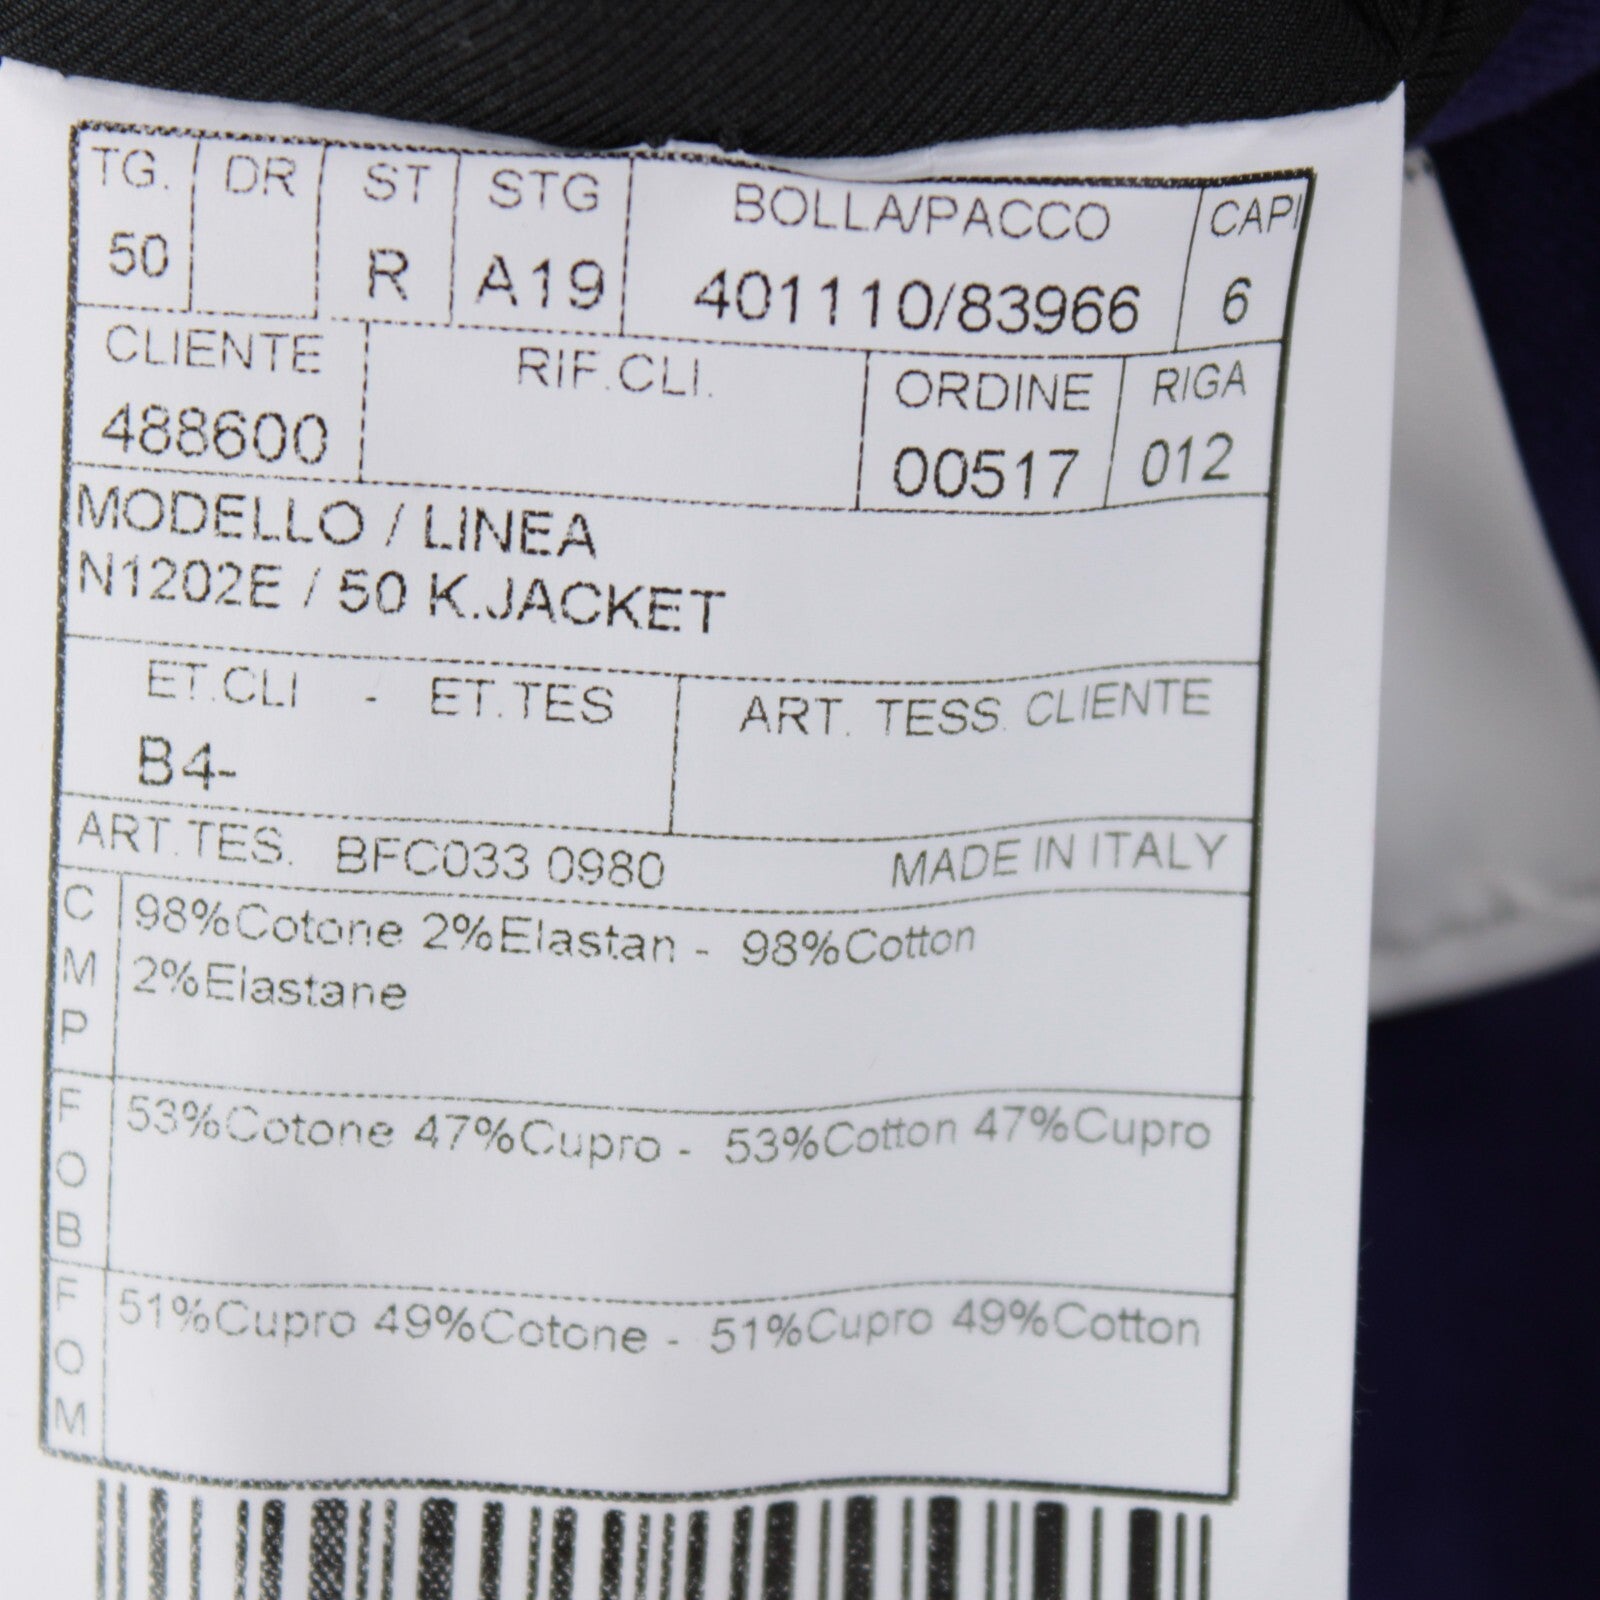 TG. DR ST STG BOLLA/PACCO CAPI
50 R A19 401110/83966 6
CLIENTE RIF.CLI. ORDINE RIGA
488600 00517 012
MODELLO / LINEA
N1202E / 50 K.JACKET
ET.CLI - ET.TES ART. TESS. CLIENTE
B4-
ART.TES. BFC033 0980 MADE IN ITALY
CMP 98%Cotone 2%Elastan - 98%Cotton
2%Elastane
FOB 53%Cotone 47%Cupro - 53%Cotton 47%Cupro
FOM 51%Cupro 49%Cotone - 51%Cupro 49%Cotton